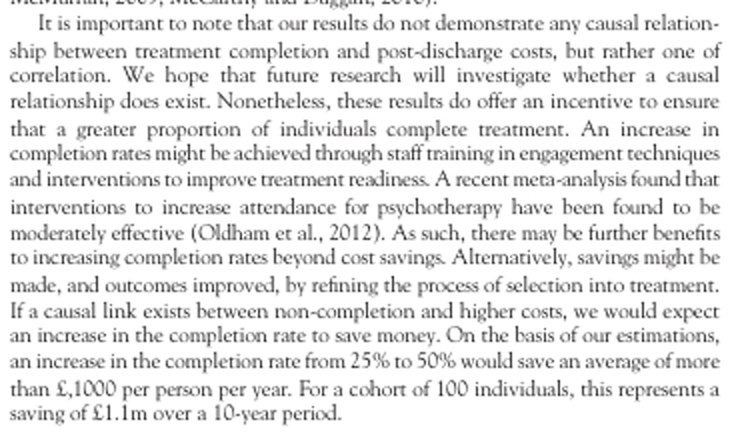 It is important to note that our results do not demonstrate any causal relation-
ship between treatment completion and post-discharge costs, but rather one of
correlation. We hope that future research will investigate whether a causal
relationship does exist. Nonetheless, these results do offer an incentive to ensure
that a greater proportion of individuals complete treatment. An increase in
completion rates might be achieved through staff training in engagement techniques
and interventions to improve treatment readiness. A recent meta-analysis found that
interventions to increase attendance for psychotherapy have been found to be
moderately effective (Oldham et al., 2012). As such, there may be further benefits
to increasing completion rates beyond cost savings. Alternatively, savings might be
made, and outcomes improved, by refining the process of selection into treatment.
If a causal link exists between non-completion and higher costs, we would expect
an increase in the completion rate to save money. On the basis of our estimations,
an increase in the completion rate from 25% to 50% would save an average of more
than £,1000 per person per year. For a cohort of 100 individuals, this represents a
saving of £1.1m over a 10-year period.